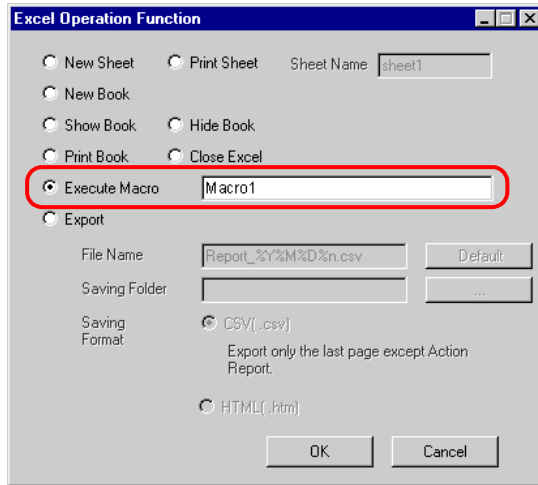 Excel Operation Function
New Sheet Print Sheet Sheet Name sheet1
New Book
Show Book Hide Book
Print Book Close Excel
Execute Macro Macro1
Export
File Name Report_%Y%M%D%n.csv Default
Saving Folder ...
Saving Format CSV(.csv)
Export only the last page except Action
Report.
HTML(.htm)
OK Cancel